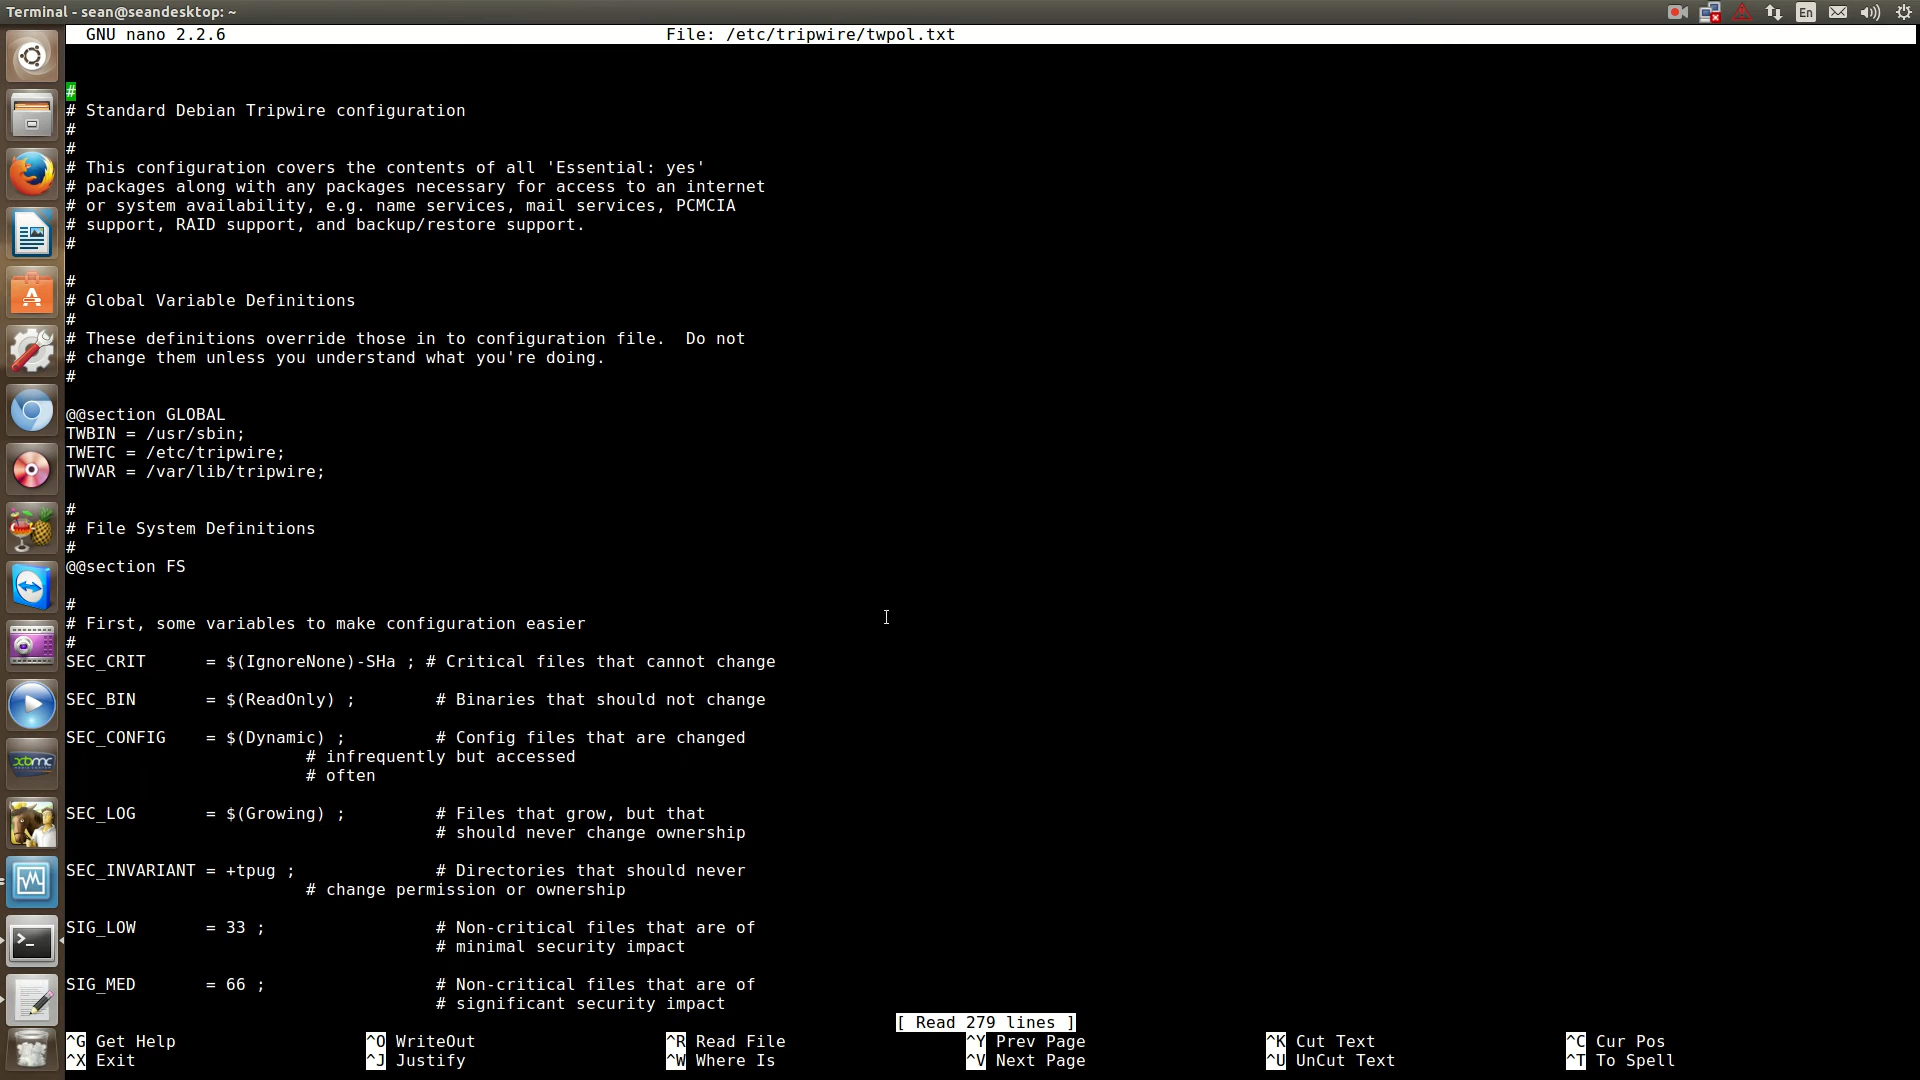 Terminal - sean@seandesktop: ~
En
GNU nano 2.2.6 File: /etc/tripwire/twpol.txt
#
# Standard Debian Tripwire configuration
#
#
# This configuration covers the contents of all 'Essential: yes'
# packages along with any packages necessary for access to an internet
# or system availability, e.g. name services, mail services, PCMCIA
# support, RAID support, and backup/restore support.
#
#
# Global Variable Definitions
#
# These definitions override those in to configuration file.  Do not
# change them unless you understand what you're doing.
#
@@section GLOBAL
TWBIN = /usr/sbin;
TWETC = /etc/tripwire;
TWVAR = /var/lib/tripwire;
#
# File System Definitions
#
@@section FS
#
# First, some variables to make configuration easier
#
SEC_CRIT      = $(IgnoreNone)-SHa ; # Critical files that cannot change
SEC_BIN       = $(ReadOnly) ;        # Binaries that should not change
SEC_CONFIG    = $(Dynamic) ;         # Config files that are changed
# infrequently but accessed
# often
SEC_LOG       = $(Growing) ;         # Files that grow, but that
# should never change ownership
SEC_INVARIANT = +tpug ;              # Directories that should never
# change permission or ownership
SIG_LOW       = 33 ;                 # Non-critical files that are of
# minimal security impact
SIG_MED       = 66 ;                 # Non-critical files that are of
# significant security impact
[ Read 279 lines ]
^G Get Help ^O WriteOut ^R Read File ^Y Prev Page ^K Cut Text ^C Cur Pos
^X Exit ^J Justify ^W Where Is ^V Next Page ^U UnCut Text ^T To Spell
xbmc